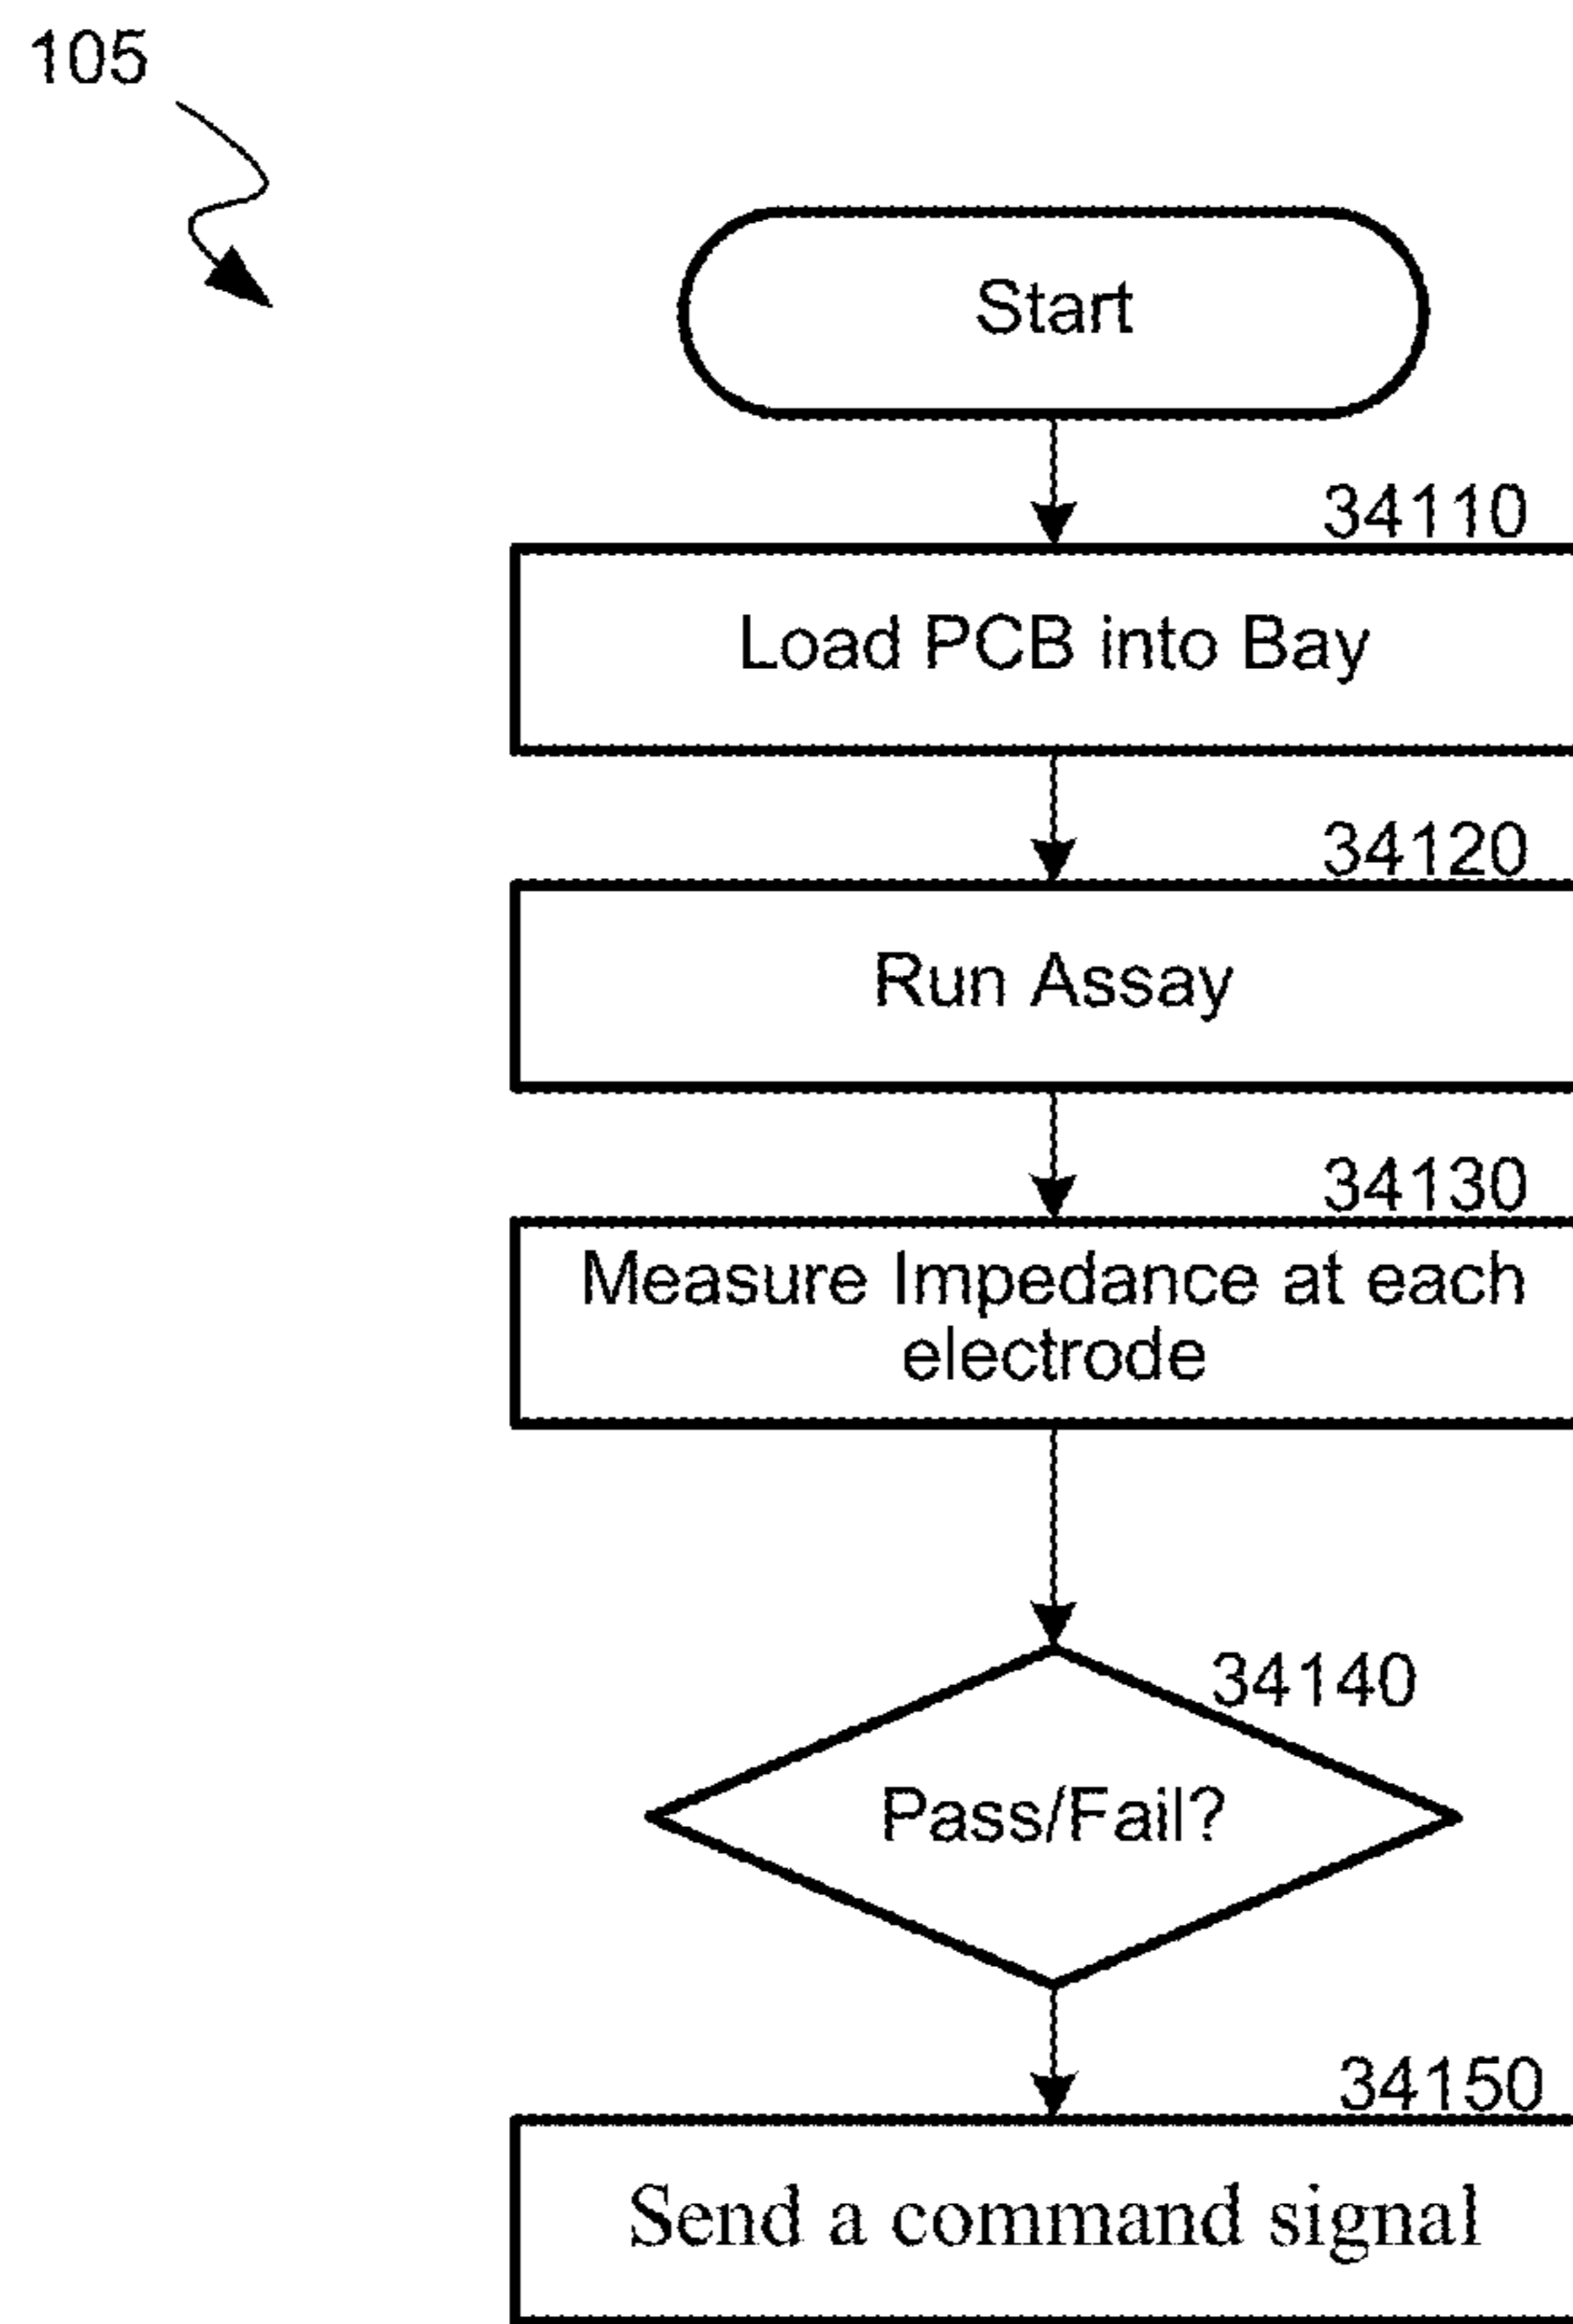 105
Start
34110
Load PCB into Bay
34120
Run Assay
34130
Measure Impedance at each
electrode
34140
Pass/Fail?
34150
Send a command signal